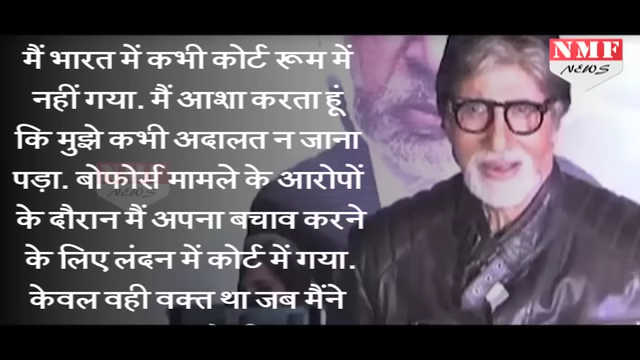 NMF
NEWS
मैं भारत में कभी कोर्ट रूम में
नहीं गया. मैं आशा करता हूं
कि मुझे कभी अदालत न जाना
पड़ा. बोफोर्स मामले के आरोपों
के दौरान मैं अपना बचाव करने
के लिए लंदन में कोर्ट में गया.
केवल वही वक्त था जब मैंने